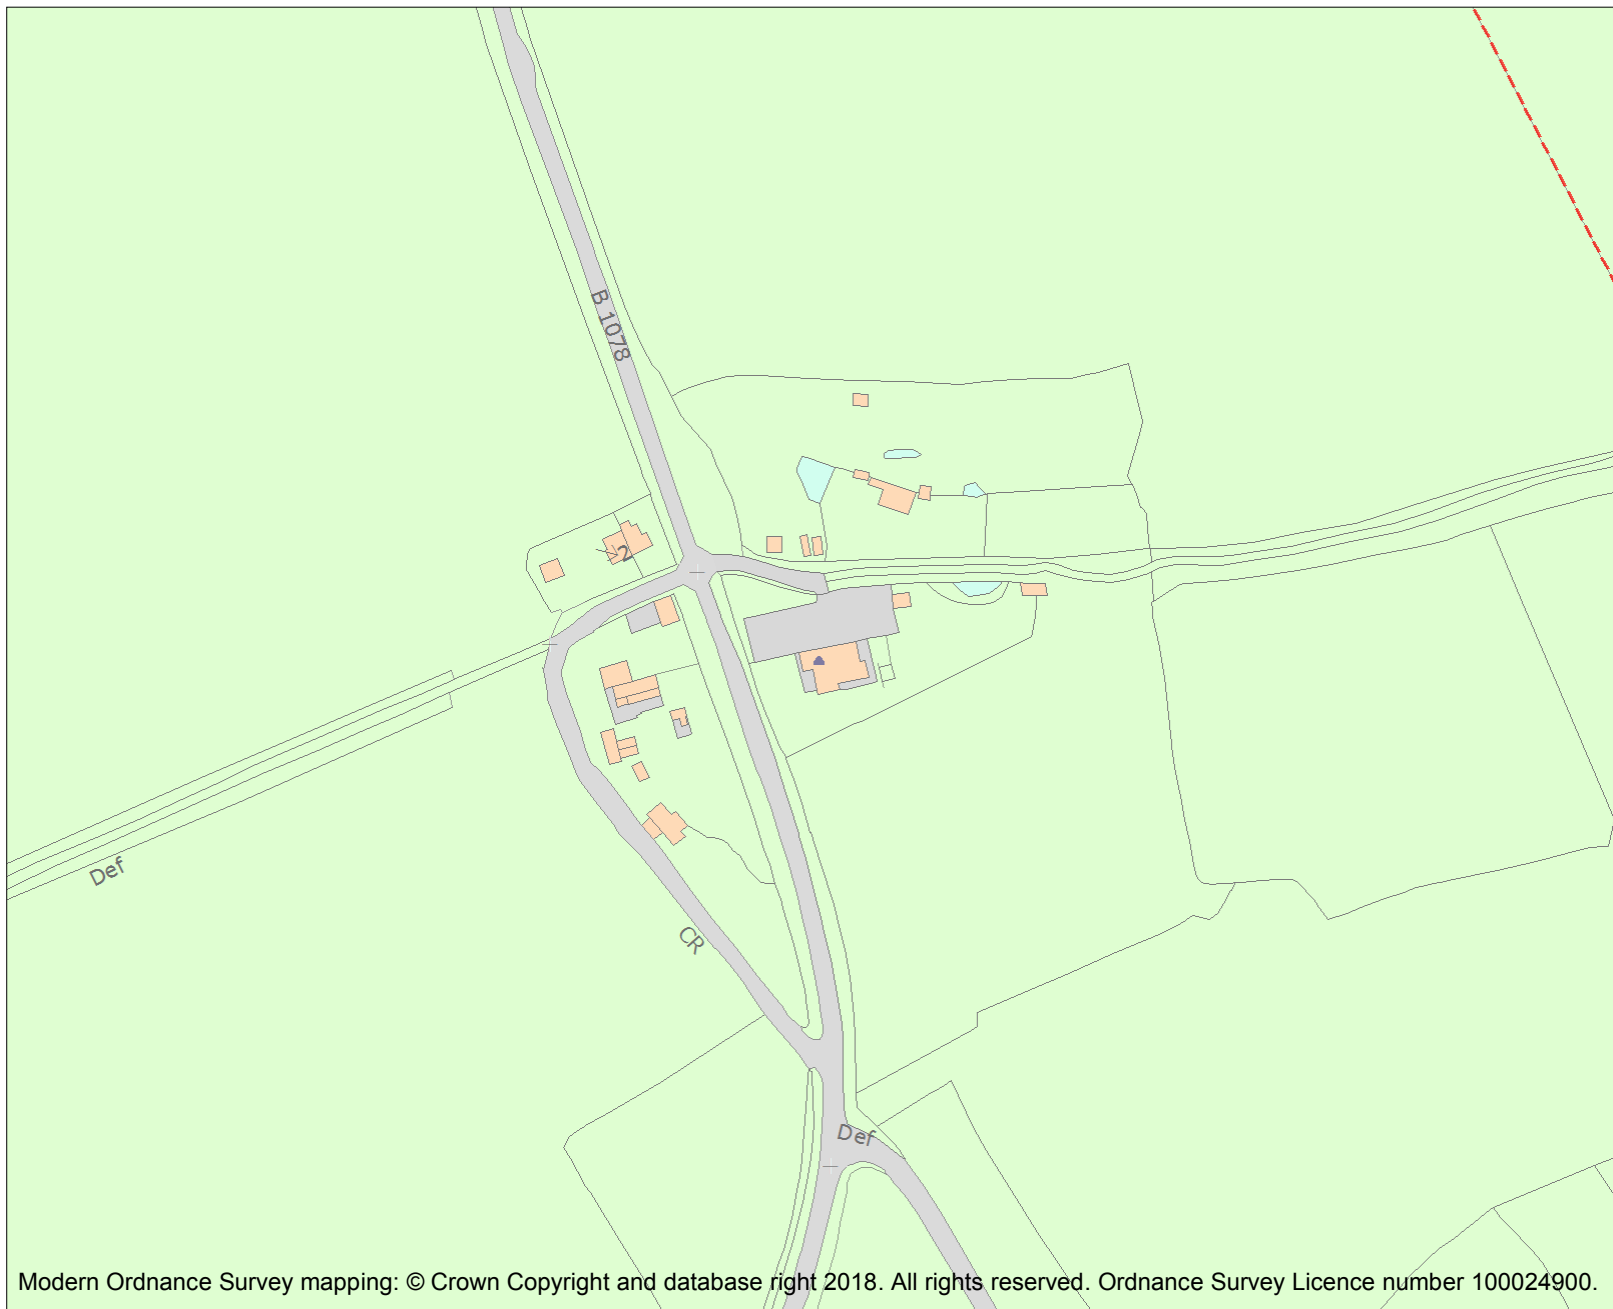 B 1078
2
Def
CR
Def
Modern Ordnance Survey mapping: © Crown Copyright and database right 2018. All rights reserved. Ordnance Survey Licence number 100024900.